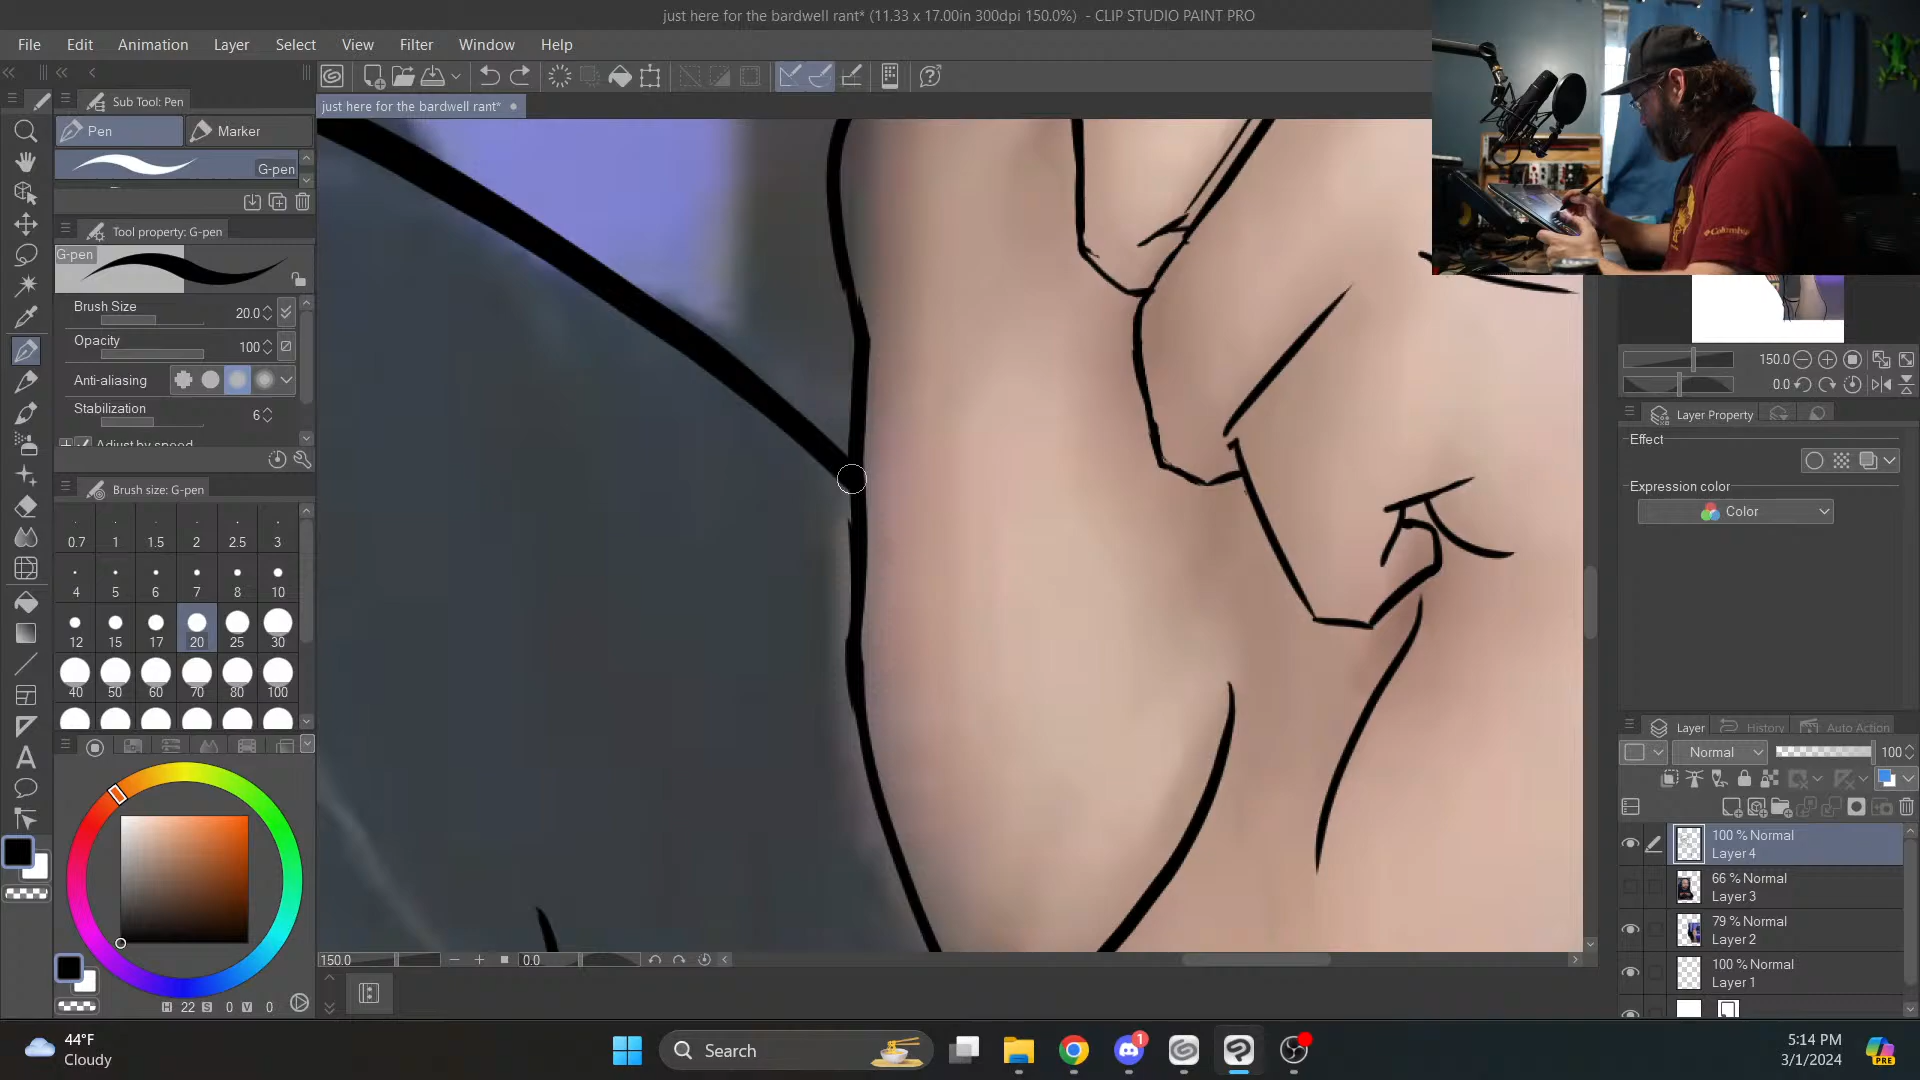 just here for the bardwell rant* (11.33 x 17.00in 300dpi 150.0%) - CLIP STUDIO PAINT PRO
File Edit Animation Layer Select View Filter Window Help
Sub Tool: Pen
just here for the bardwell rant*
Pen Marker
G-pen
Tool property: G-pen
G-pen
Brush Size 20.0
Opacity 100
Anti-aliasing
Stabilization 6
Adjust by speed
Brush size: G-pen
0.7 1 1.5 2 2.5 3
4 5 6 7 8 10
12 15 17 20 25 30
40 50 60 70 80 100
H 22 S 0 V 0
150.0 0.0
Columbia
150.0
0.0
Layer Property
Effect
Expression color
Color
Layer History Auto Action
Normal 100
100 % Normal
Layer 4
66 % Normal
Layer 3
79 % Normal
Layer 2
100 % Normal
Layer 1
44°F
Cloudy
Search
1
5:14 PM
3/1/2024
PRE